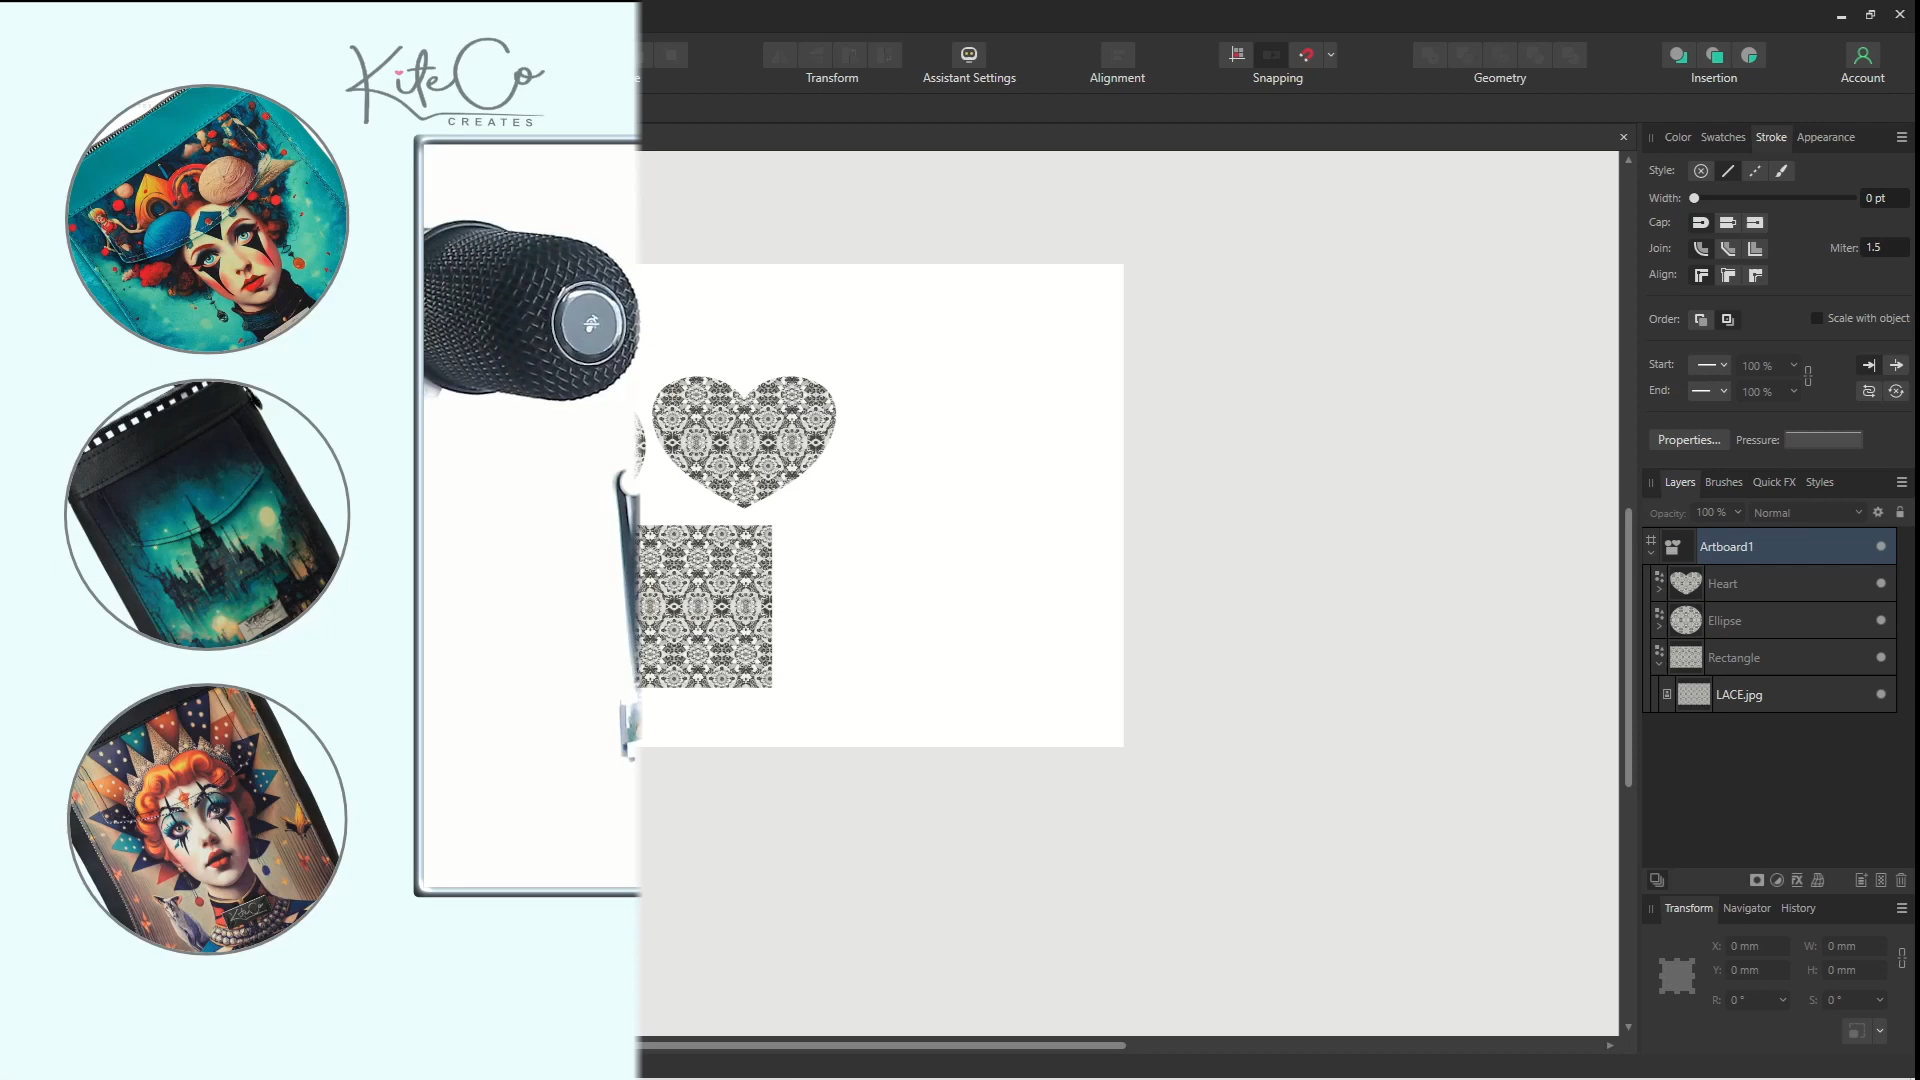 KiteCo
CREATES
Transform
Assistant Settings
Alignment
Snapping
Geometry
Insertion
Account
Color
Swatches
Stroke
Appearance
Style:
Width:
0 pt
Cap:
Join:
Miter:
1.5
Align:
Order:
Scale with object
Start:
100 %
End:
100 %
Properties...
Pressure:
Layers
Brushes
Quick FX
Styles
Opacity:
100 %
Normal
Artboard1
Heart
Ellipse
Rectangle
LACE.jpg
Transform
Navigator
History
X:
0 mm
W:
0 mm
Y:
0 mm
H:
0 mm
R:
0 °
S:
0 °